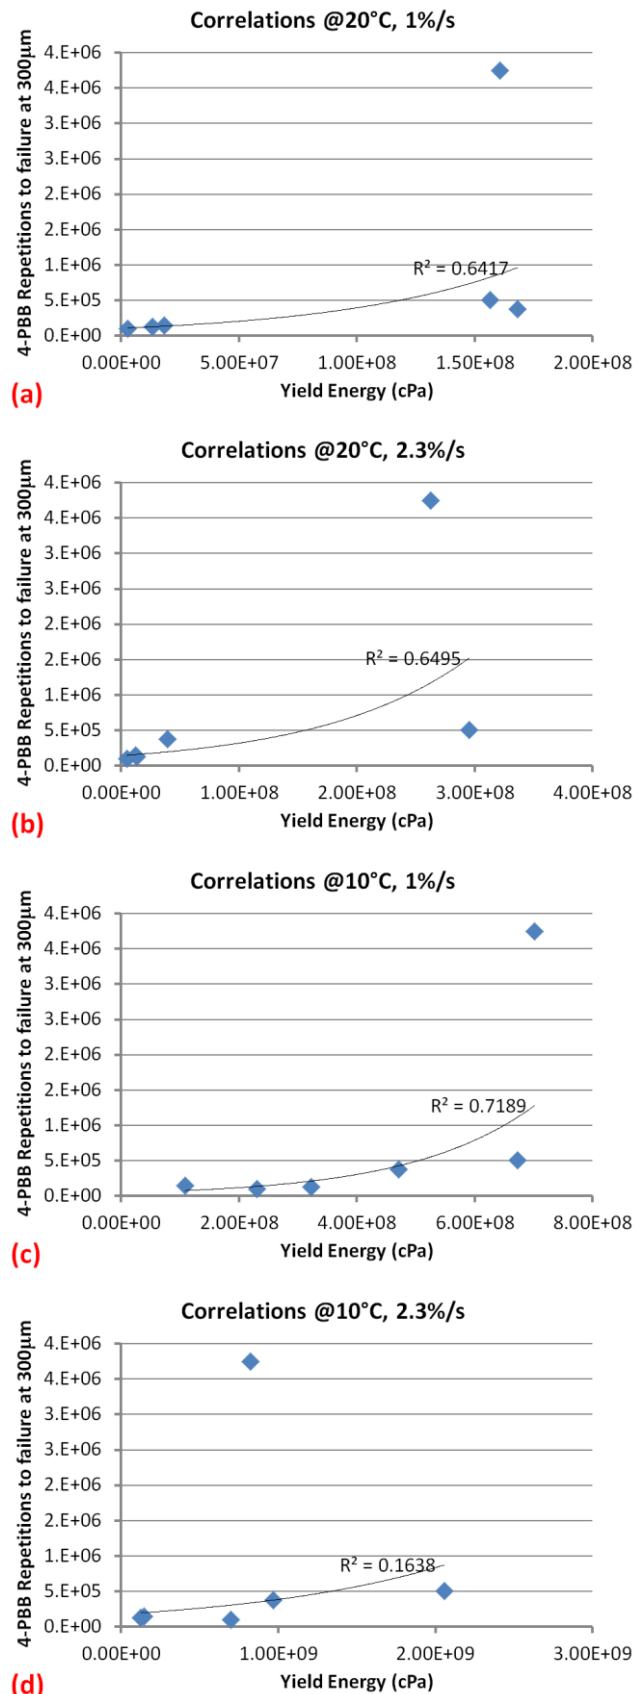 Correlations @20°C, 1%/s
4-PBB Repetitions to failure at 300μm
4.E+06
4.E+06
3.E+06
3.E+06
2.E+06
2.E+06
1.E+06
5.E+05
0.E+00
R² = 0.6417
0.00E+00 5.00E+07 1.00E+08 1.50E+08 2.00E+08
Yield Energy (cPa)
(a)
Correlations @20°C, 2.3%/s
4-PBB Repetitions to failure at 300μm
4.E+06
4.E+06
3.E+06
3.E+06
2.E+06
2.E+06
1.E+06
5.E+05
0.E+00
R² = 0.6495
0.00E+00 1.00E+08 2.00E+08 3.00E+08 4.00E+08
Yield Energy (cPa)
(b)
Correlations @10°C, 1%/s
4-PBB Repetitions to failure at 300μm
4.E+06
4.E+06
3.E+06
3.E+06
2.E+06
2.E+06
1.E+06
5.E+05
0.E+00
R² = 0.7189
0.00E+00 2.00E+08 4.00E+08 6.00E+08 8.00E+08
Yield Energy (cPa)
(c)
Correlations @10°C, 2.3%/s
4-PBB Repetitions to failure at 300μm
4.E+06
4.E+06
3.E+06
3.E+06
2.E+06
2.E+06
1.E+06
5.E+05
0.E+00
R² = 0.1638
0.00E+00 1.00E+09 2.00E+09 3.00E+09
Yield Energy (cPa)
(d)